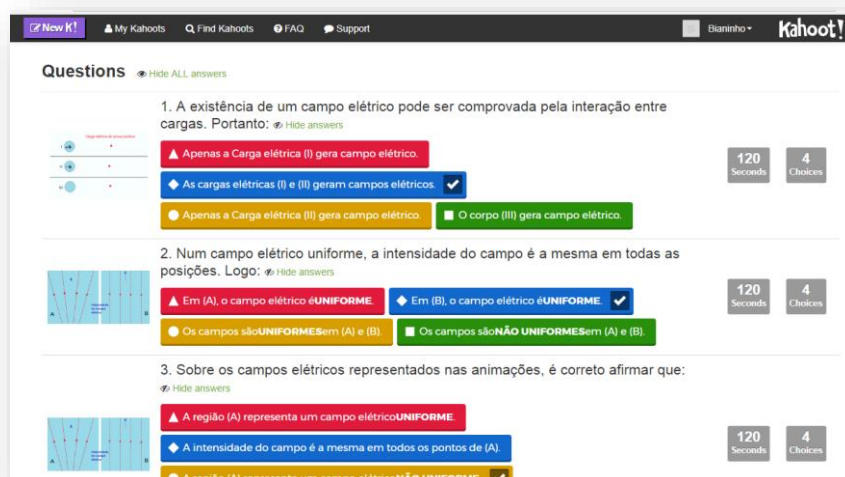 New K!
My Kahoots
Find Kahoots
FAQ
Support
Bianinho
Kahoot!
Questions
Hide ALL answers
1. A existência de um campo elétrico pode ser comprovada pela interação entre
cargas. Portanto: Hide answers
Apenas a Carga elétrica (I) gera campo elétrico.
As cargas elétricas (I) e (II) geram campos elétricos.
Apenas a Carga elétrica (II) gera campo elétrico.
O corpo (III) gera campo elétrico.
120
Seconds
4
Choices
2. Num campo elétrico uniforme, a intensidade do campo é a mesma em todas as
posições. Logo: Hide answers
Em (A), o campo elétrico éUNIFORME.
Em (B), o campo elétrico éUNIFORME.
Os campos sãoUNIFORMESem (A) e (B).
Os campos sãoNÃO UNIFORMESem (A) e (B).
A
B
120
Seconds
4
Choices
3. Sobre os campos elétricos representados nas animações, é correto afirmar que:
Hide answers
A região (A) representa um campo elétricoUNIFORME.
A intensidade do campo é a mesma em todos os pontos de (A).
A região (A) representa um campo elétricoNÃO UNIFORME.
A
B
120
Seconds
4
Choices